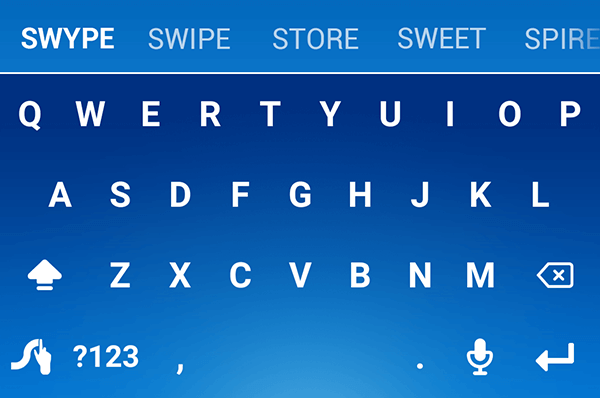 SWYPE SWIPE STORE SWEET SPIRE
Q W E R T Y U I O P
A S D F G H J K L
Z X C V B N M
?123 , .